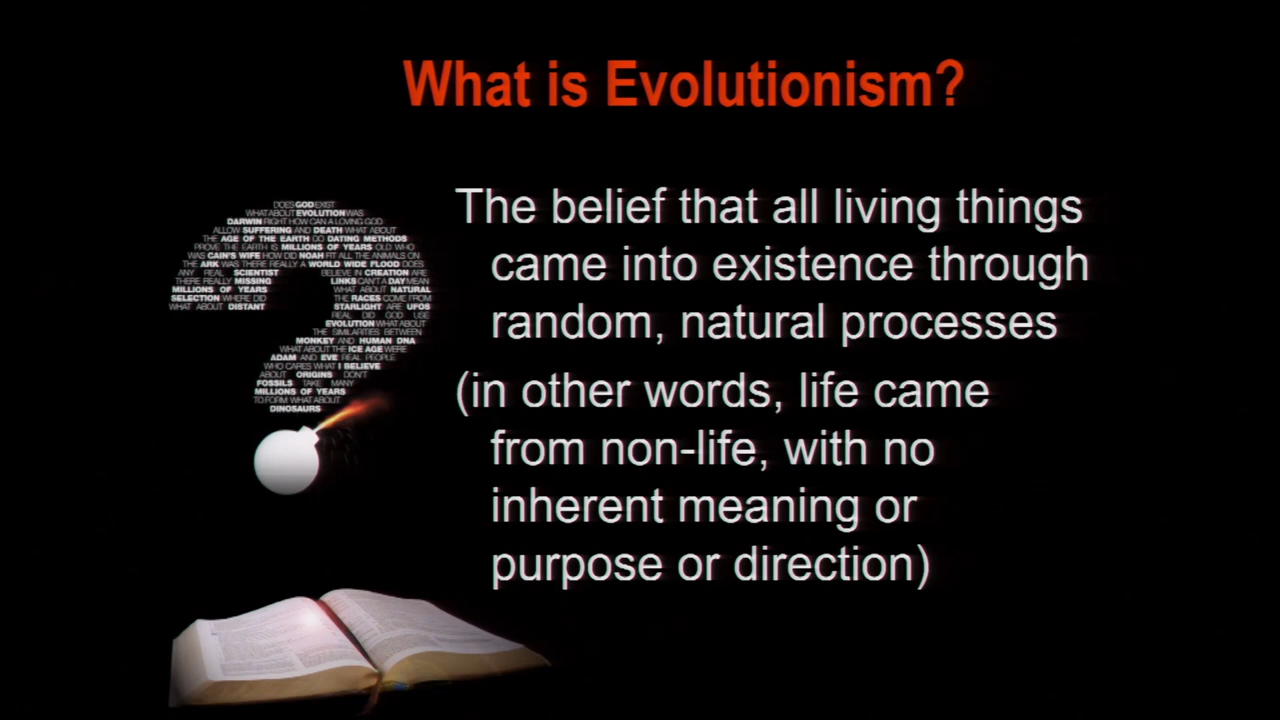 What is Evolutionism?
The belief that all living things
came into existence through
random, natural processes
(in other words, life came
from non-life, with no
inherent meaning or
purpose or direction)
DOES GOD EXIST
WHAT ABOUT EVOLUTION WAS
DARWIN RIGHT HOW CAN A LOVING GOD
ALLOW SUFFERING AND DEATH WHAT ABOUT
THE AGE OF THE EARTH DO DATING METHODS
PROVE THE EARTH IS MILLIONS OF YEARS OLD WHO
WAS CAIN'S WIFE HOW DID NOAH FIT ALL THE ANIMALS ON
THE ARK WAS THERE REALLY A WORLD WIDE FLOOD DOES
ANY REAL SCIENTIST BELIEVE IN CREATION ARE
THERE REALLY MISSING LINKS CAN'T A DAY MEAN
MILLIONS OF YEARS WHAT ABOUT NATURAL
SELECTION WHERE DID THE RACES COME FROM
WHAT ABOUT DISTANT STARLIGHT ARE UFOS
REAL DID GOD USE
EVOLUTION WHAT ABOUT
THE SIMILARITIES BETWEEN
MONKEY AND HUMAN DNA
WHAT ABOUT THE ICE AGE WERE
ADAM AND EVE REAL PEOPLE
WHO CARES WHAT I BELIEVE
ABOUT ORIGINS DON'T
FOSSILS TAKE MANY
MILLIONS OF YEARS
TO FORM WHAT ABOUT
DINOSAURS